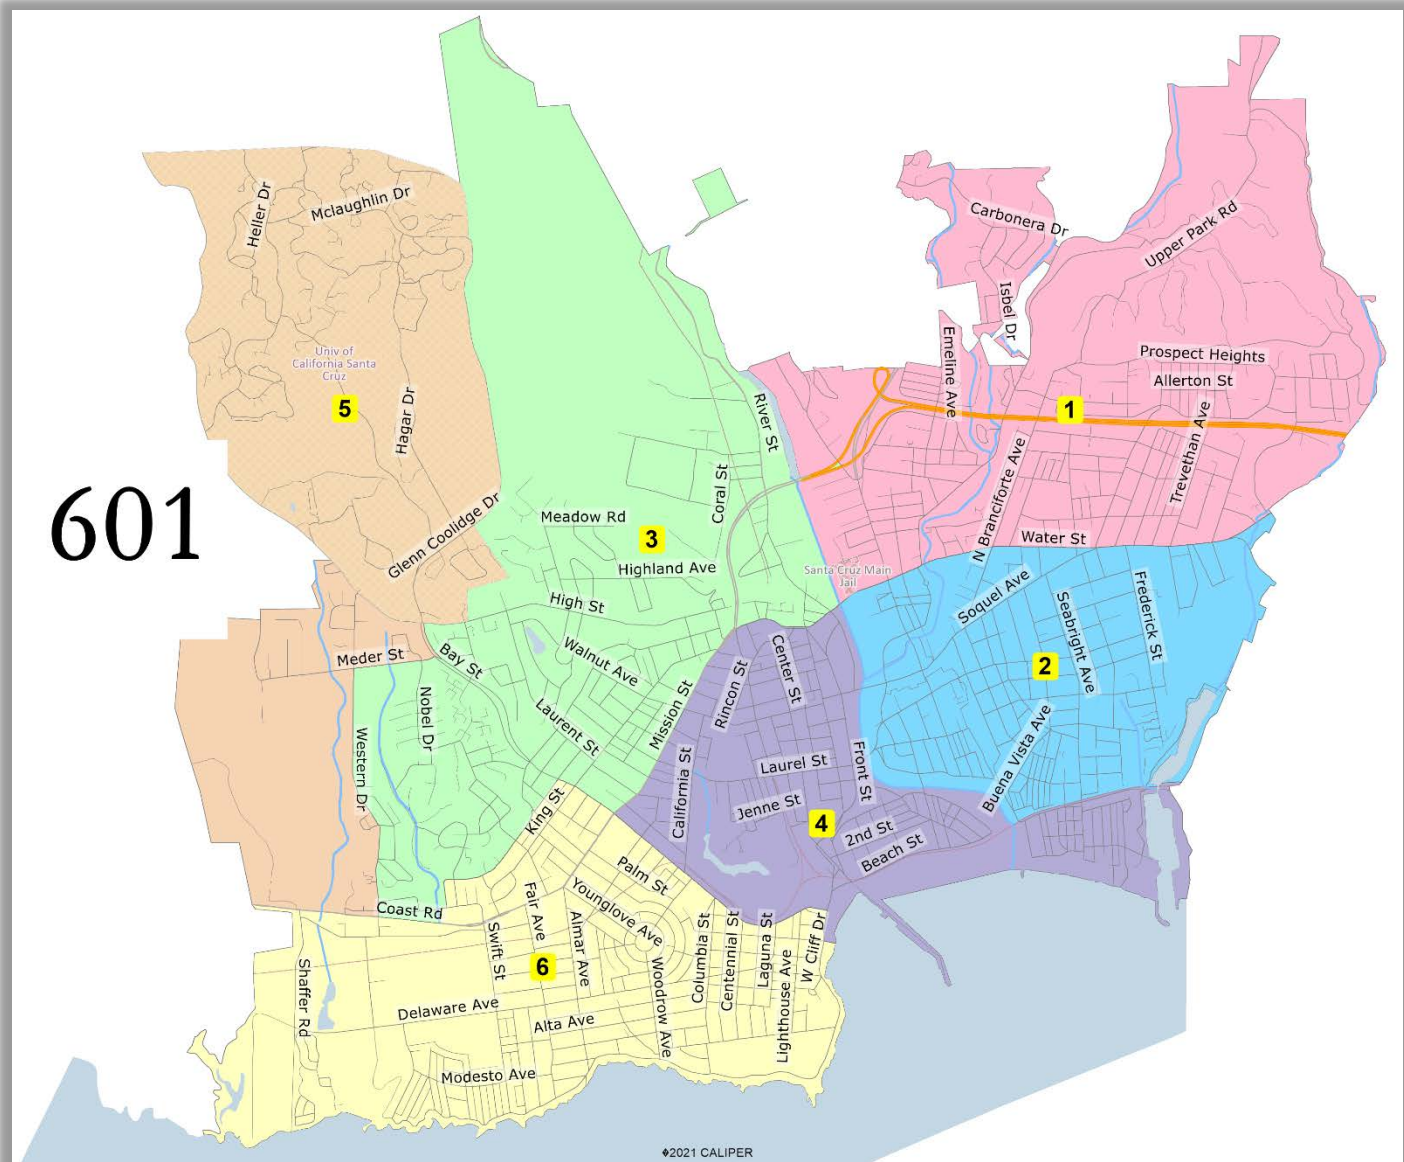 Heller Dr
Mclaughlin Dr
Carbonera Dr
Upper Park Rd
Isbel Dr
Emeline Ave
Prospect Heights
Allerton St
Univ of
California Santa
Cruz
5
Hagar Dr
River St
1
Trevethan Ave
N Branciforte Ave
Coral St
601
Glenn Coolidge Dr
Meadow Rd
3
Water St
Highland Ave
Santa Cruz Main
Jail
High St
Soquel Ave
Seabright Ave
Frederick St
Meder St
Bay St
Walnut Ave
Center St
Rincon St
2
Nobel Dr
Mission St
Laurent St
Western Dr
California St
Laurel St
Front St
Buena Vista Ave
King St
Jenne St
4
2nd St
Beach St
Palm St
Younglove Ave
Fair Ave
Coast Rd
Swift St
Almar Ave
Columbia St
Centennial St
Laguna St
W Cliff Dr
Lighthouse Ave
6
Woodrow Ave
Shaffer Rd
Delaware Ave
Alta Ave
Modesto Ave
�2021 CALIPER